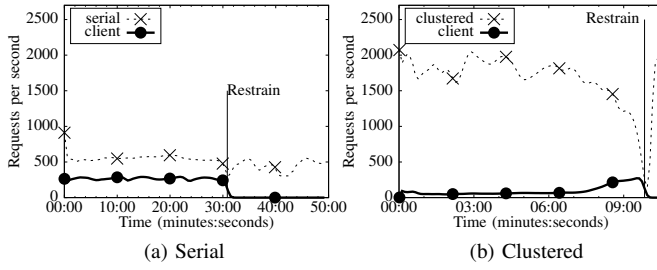 2500
2000
1500
1000
500
0
Requests per second
serial
client
Restrain
00:00 10:00 20:00 30:00 40:00 50:00
Time (minutes:seconds)
(a) Serial
2500
2000
1500
1000
500
0
Requests per second
clustered
client
Restrain
00:00 03:00 06:00 09:00
Time (minutes:seconds)
(b) Clustered